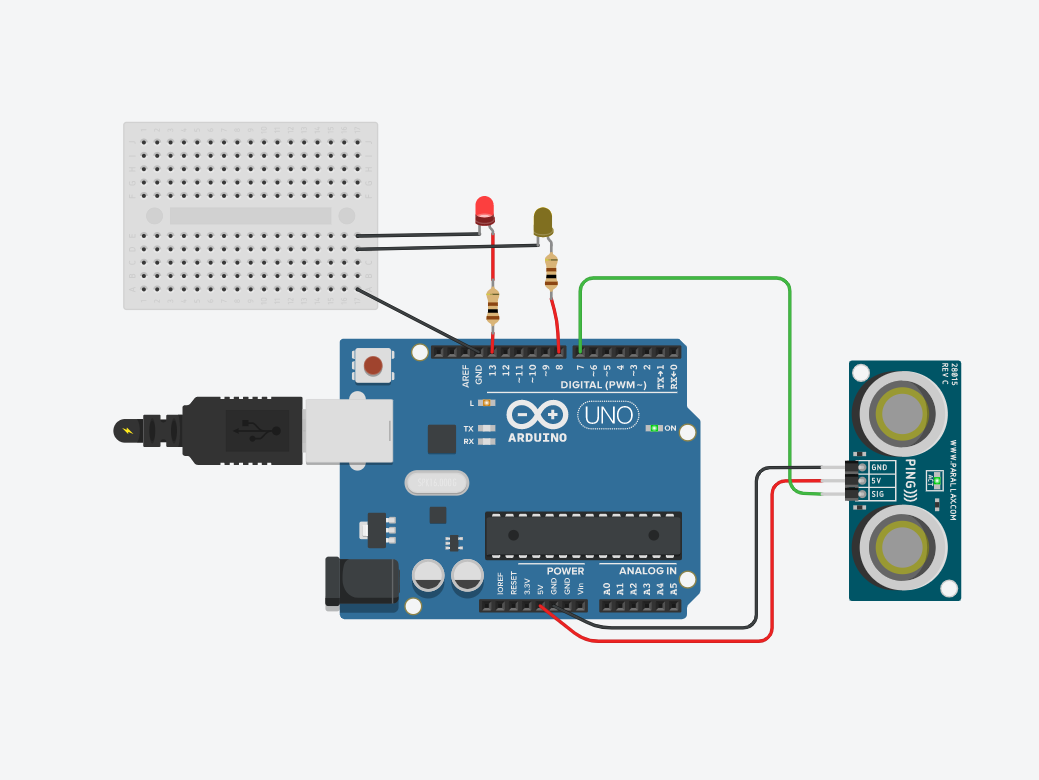 AREF
GND
13
12
~11
~10
~9
8
7
~6
~5
4
~3
2
TX→1
RX←0
DIGITAL (PWM~)
L
TX
RX
ON
UNO
ARDUINO
POWER
ANALOG IN
IOREF
RESET
3.3V
5V
GND
GND
Vin
A0
A1
A2
A3
A4
A5
28015
REV C
GND
5V
SIG
PING)))
ACT
WWW.PARALLAX.COM